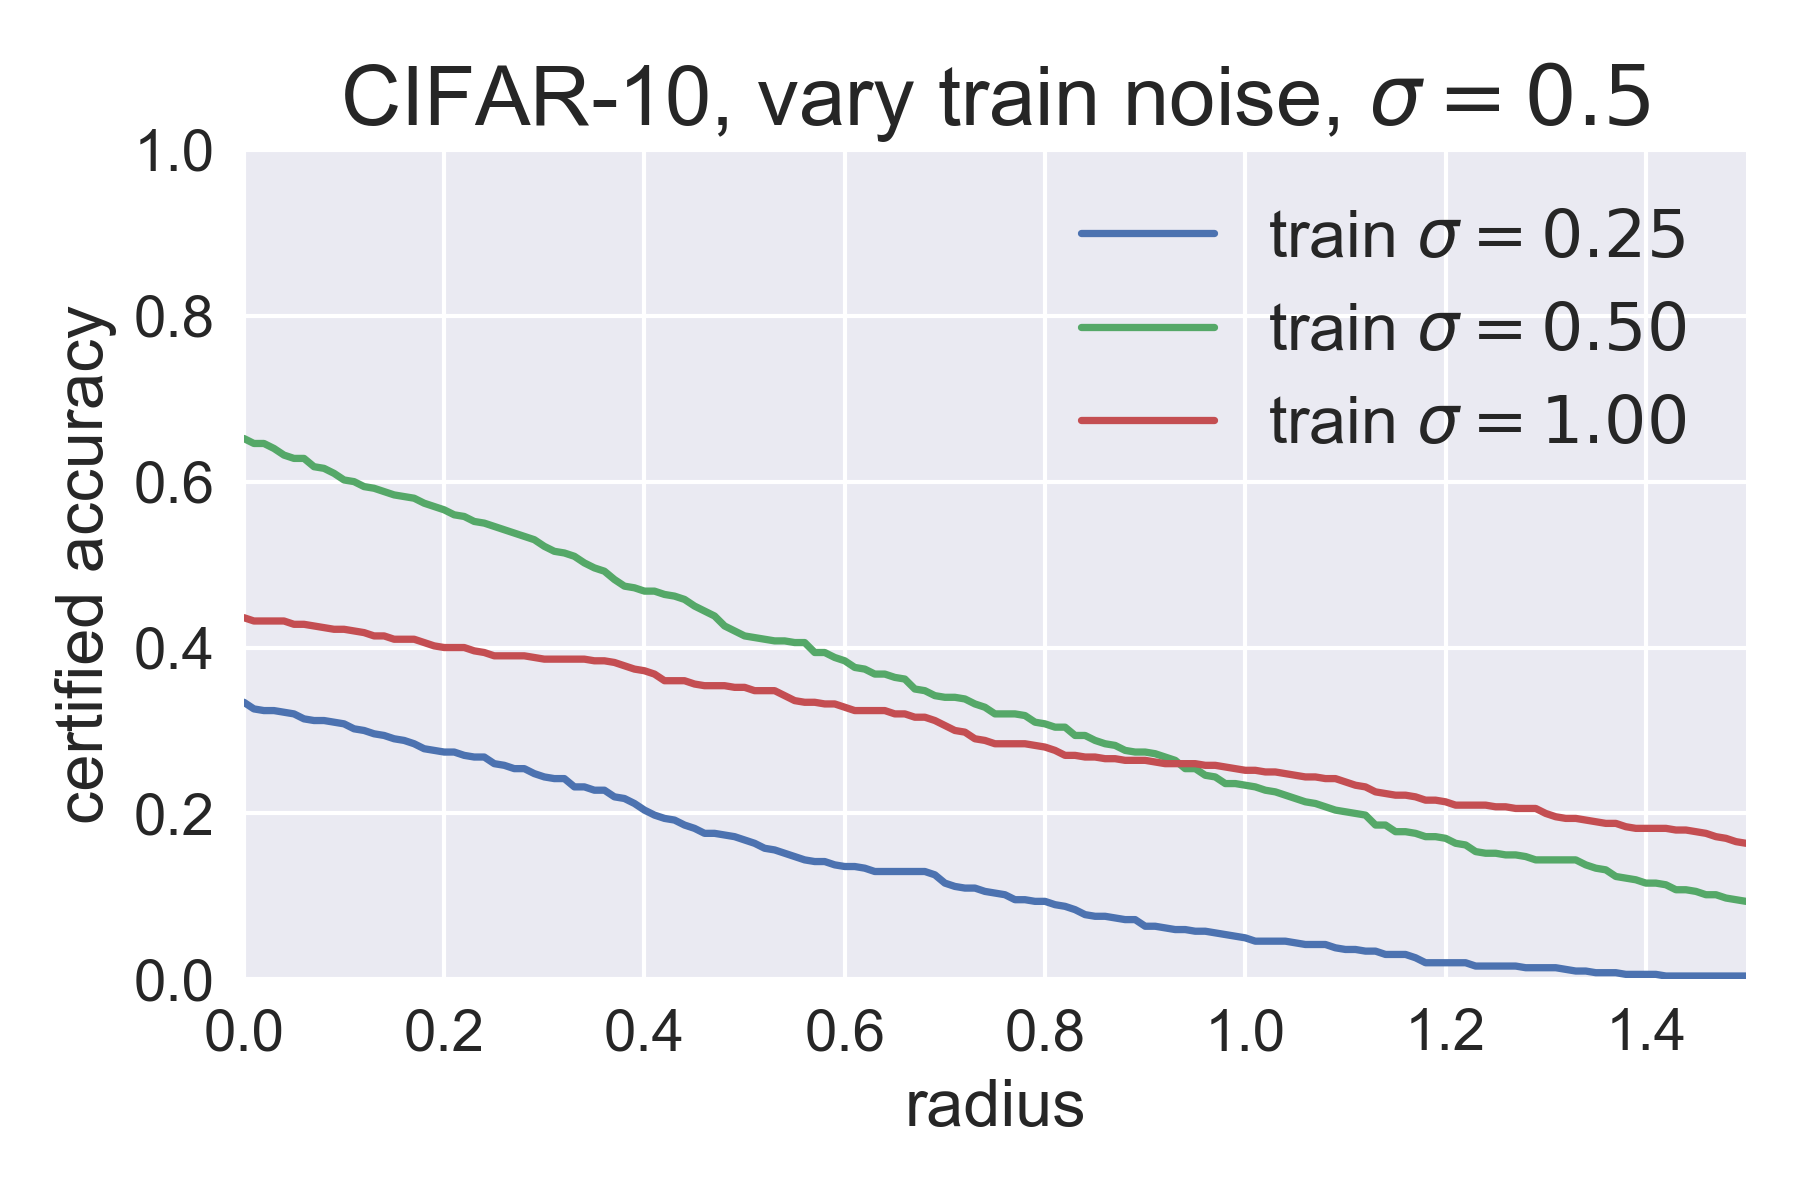 CIFAR-10, vary train noise, σ = 0.5
1.0
0.8
0.6
0.4
0.2
0.0
certified accuracy
train σ = 0.25
train σ = 0.50
train σ = 1.00
0.0 0.2 0.4 0.6 0.8 1.0 1.2 1.4
radius